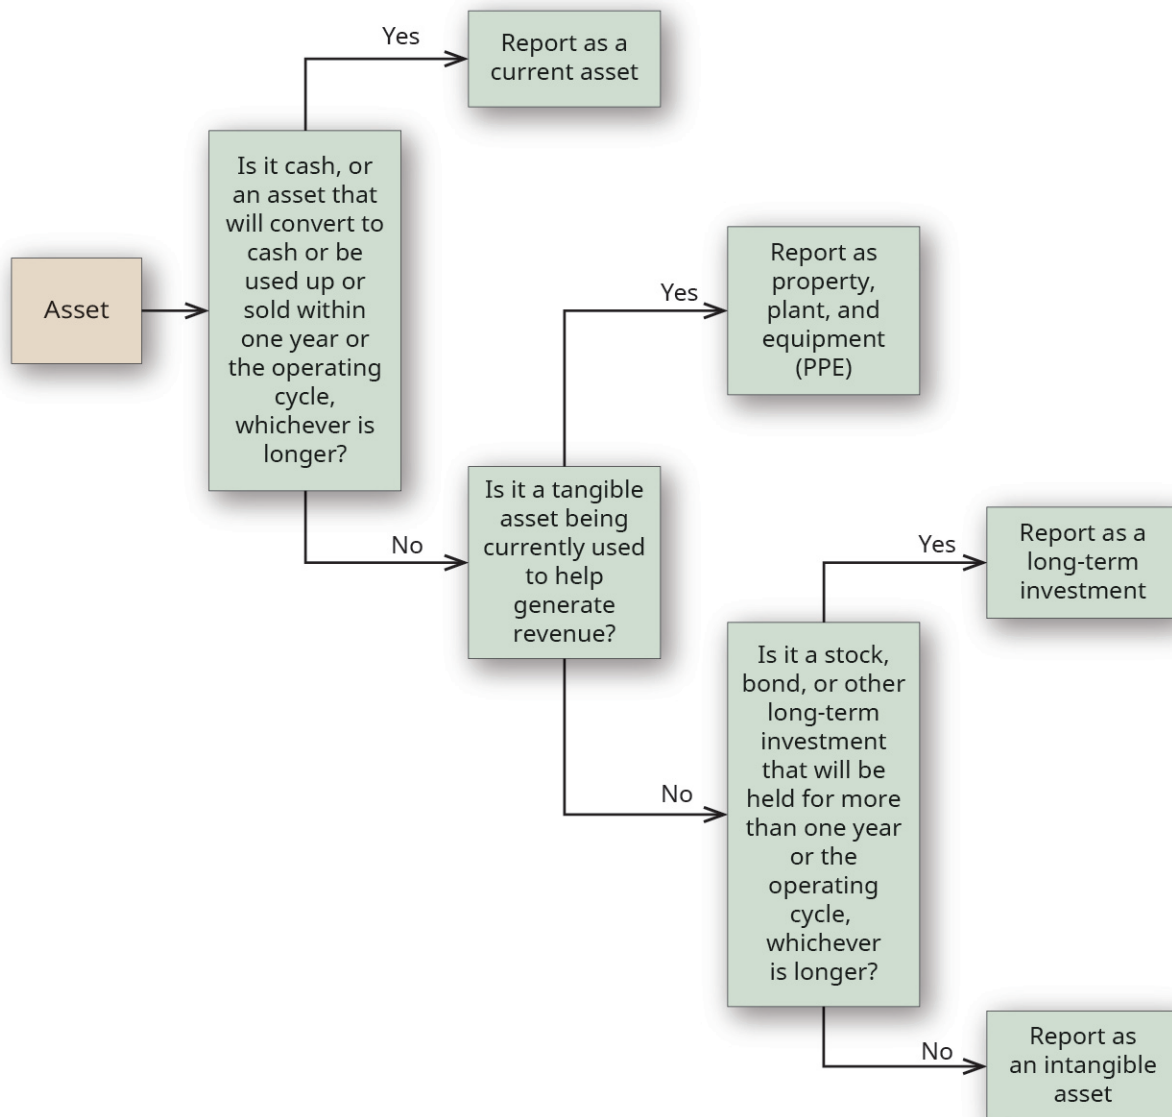 Asset
Is it cash, or
an asset that
will convert to
cash or be
used up or
sold within
one year or
the operating
cycle,
whichever is
longer?
Yes
Report as a
current asset
No
Is it a tangible
asset being
currently used
to help
generate
revenue?
Yes
Report as
property,
plant, and
equipment
(PPE)
No
Is it a stock,
bond, or other
long-term
investment
that will be
held for more
than one year
or the
operating
cycle,
whichever
is longer?
Yes
Report as a
long-term
investment
No
Report as
an intangible
asset